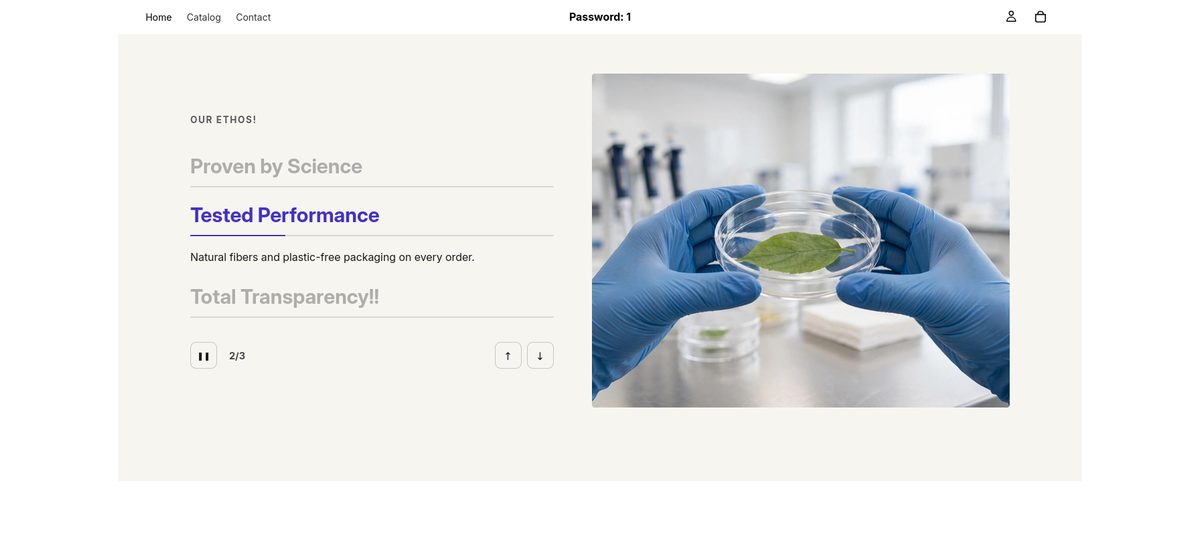 Home Catalog Contact Password: 1
OUR ETHOS!
Proven by Science
Tested Performance
Natural fibers and plastic-free packaging on every order.
Total Transparency!!
2/3 ↑ ↓